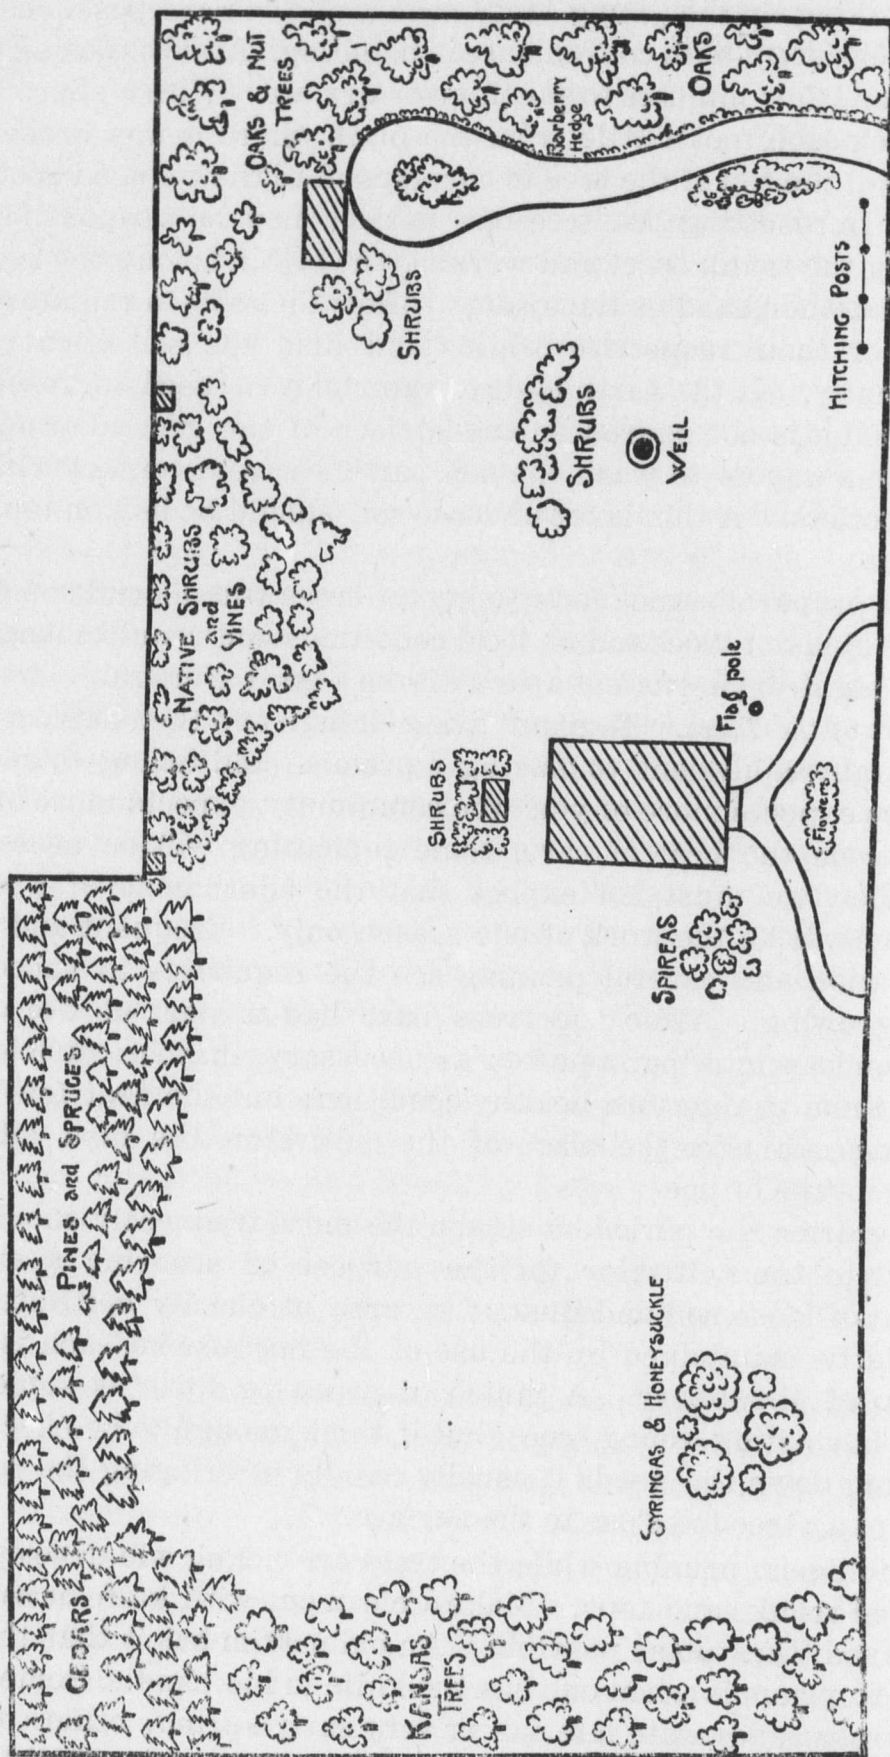 OAKS & NUT
TREES
Barberry
Hedge
OAKS
SHRUBS
HITCHING POSTS
SHRUBS
WELL
NATIVE SHRUBS
and
VINES
Flag pole
SHRUBS
Flowers
SPIREAS
PINES and SPRUCES
SYRINGAS & HONEYSUCKLE
CEDARS
KANSAS
TREES